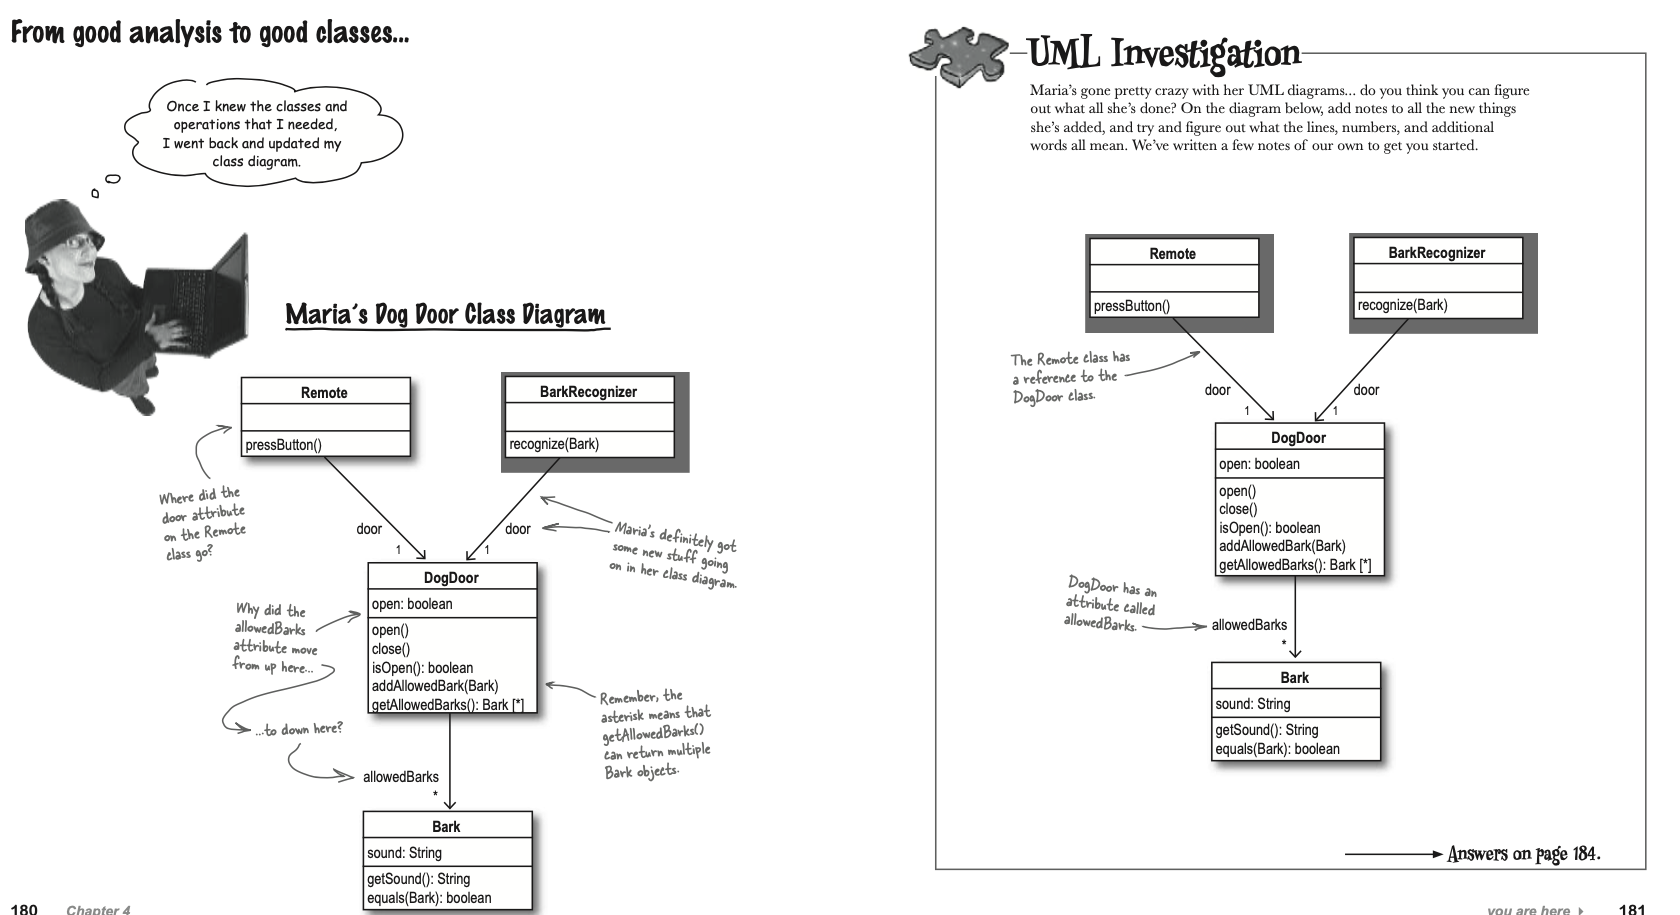 From good analysis to good classes...
Once I knew the classes and
operations that I needed,
I went back and updated my
class diagram.
Maria's Dog Door Class Diagram
Remote
pressButton()
BarkRecognizer
recognize(Bark)
Where did the
door attribute
on the Remote
class go?
door
1
door
1
Maria's definitely got
some new stuff going
on in her class diagram.
DogDoor
open: boolean
open()
close()
isOpen(): boolean
addAllowedBark(Bark)
getAllowedBarks(): Bark [*]
Why did the
allowedBarks
attribute move
from up here...
...to down here?
Remember, the
asterisk means that
getAllowedBarks()
can return multiple
Bark objects.
allowedBarks
*
Bark
sound: String
getSound(): String
equals(Bark): boolean
180
Chapter 4
UML Investigation
Maria's gone pretty crazy with her UML diagrams... do you think you can figure
out what all she's done? On the diagram below, add notes to all the new things
she's added, and try and figure out what the lines, numbers, and additional
words all mean. We've written a few notes of our own to get you started.
Remote
pressButton()
BarkRecognizer
recognize(Bark)
The Remote class has
a reference to the
DogDoor class.
door
1
door
1
DogDoor
open: boolean
open()
close()
isOpen(): boolean
addAllowedBark(Bark)
getAllowedBarks(): Bark [*]
DogDoor has an
attribute called
allowedBarks.
allowedBarks
*
Bark
sound: String
getSound(): String
equals(Bark): boolean
Answers on page 184.
you are here
181